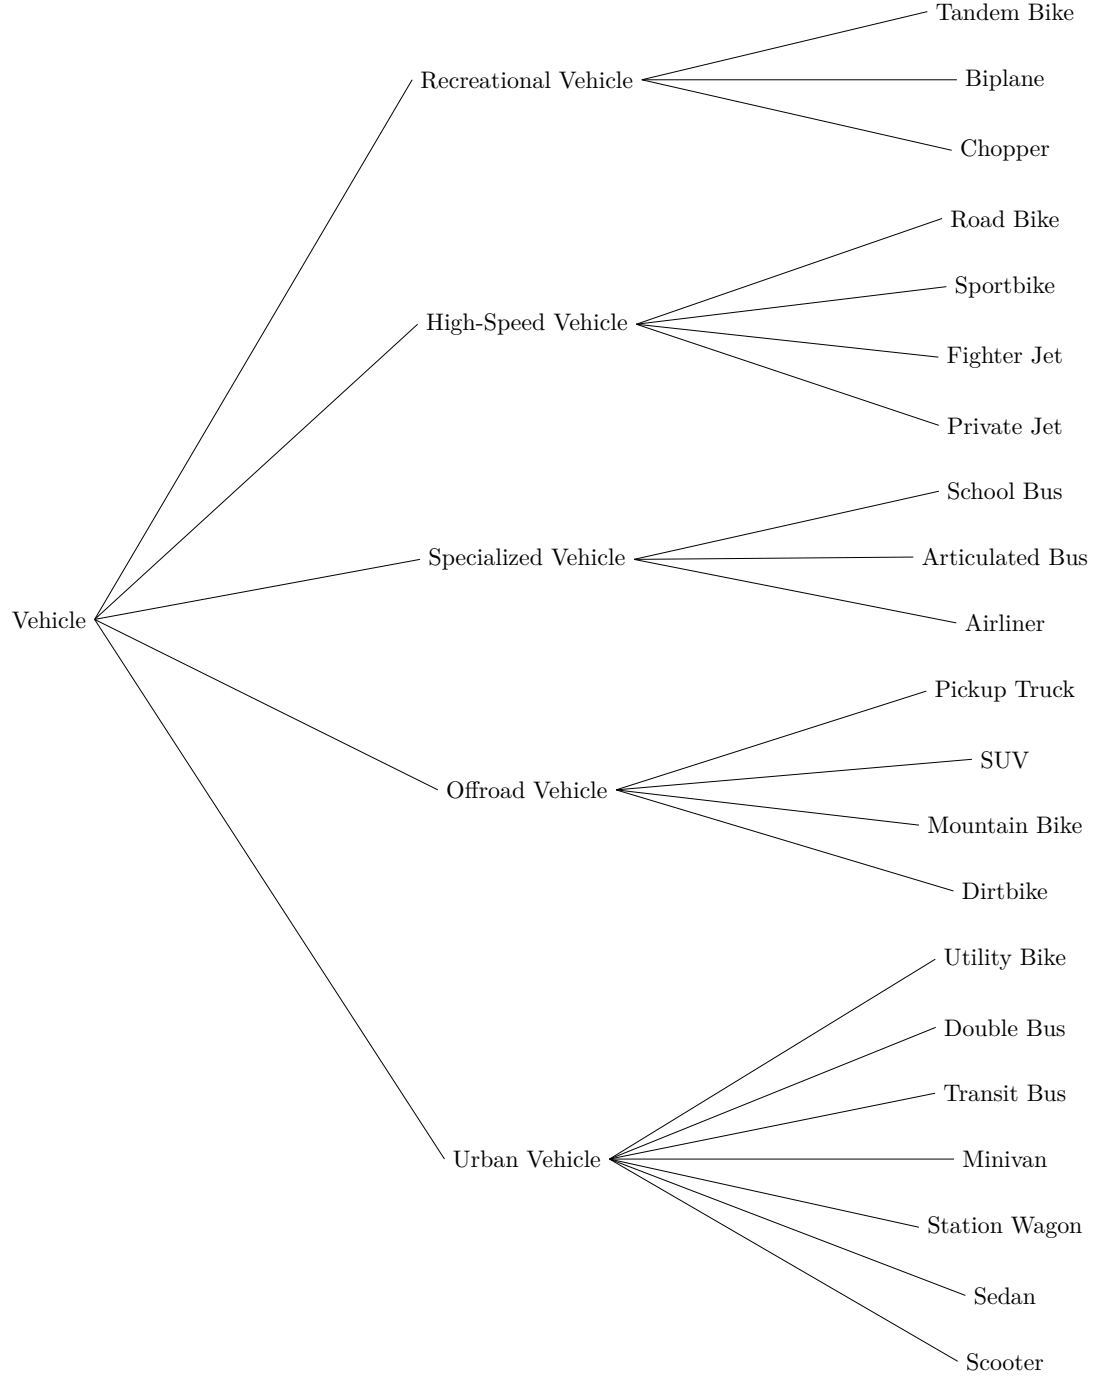 Vehicle
Recreational Vehicle
Tandem Bike
Biplane
Chopper
High-Speed Vehicle
Road Bike
Sportbike
Fighter Jet
Private Jet
Specialized Vehicle
School Bus
Articulated Bus
Airliner
Offroad Vehicle
Pickup Truck
SUV
Mountain Bike
Dirtbike
Urban Vehicle
Utility Bike
Double Bus
Transit Bus
Minivan
Station Wagon
Sedan
Scooter